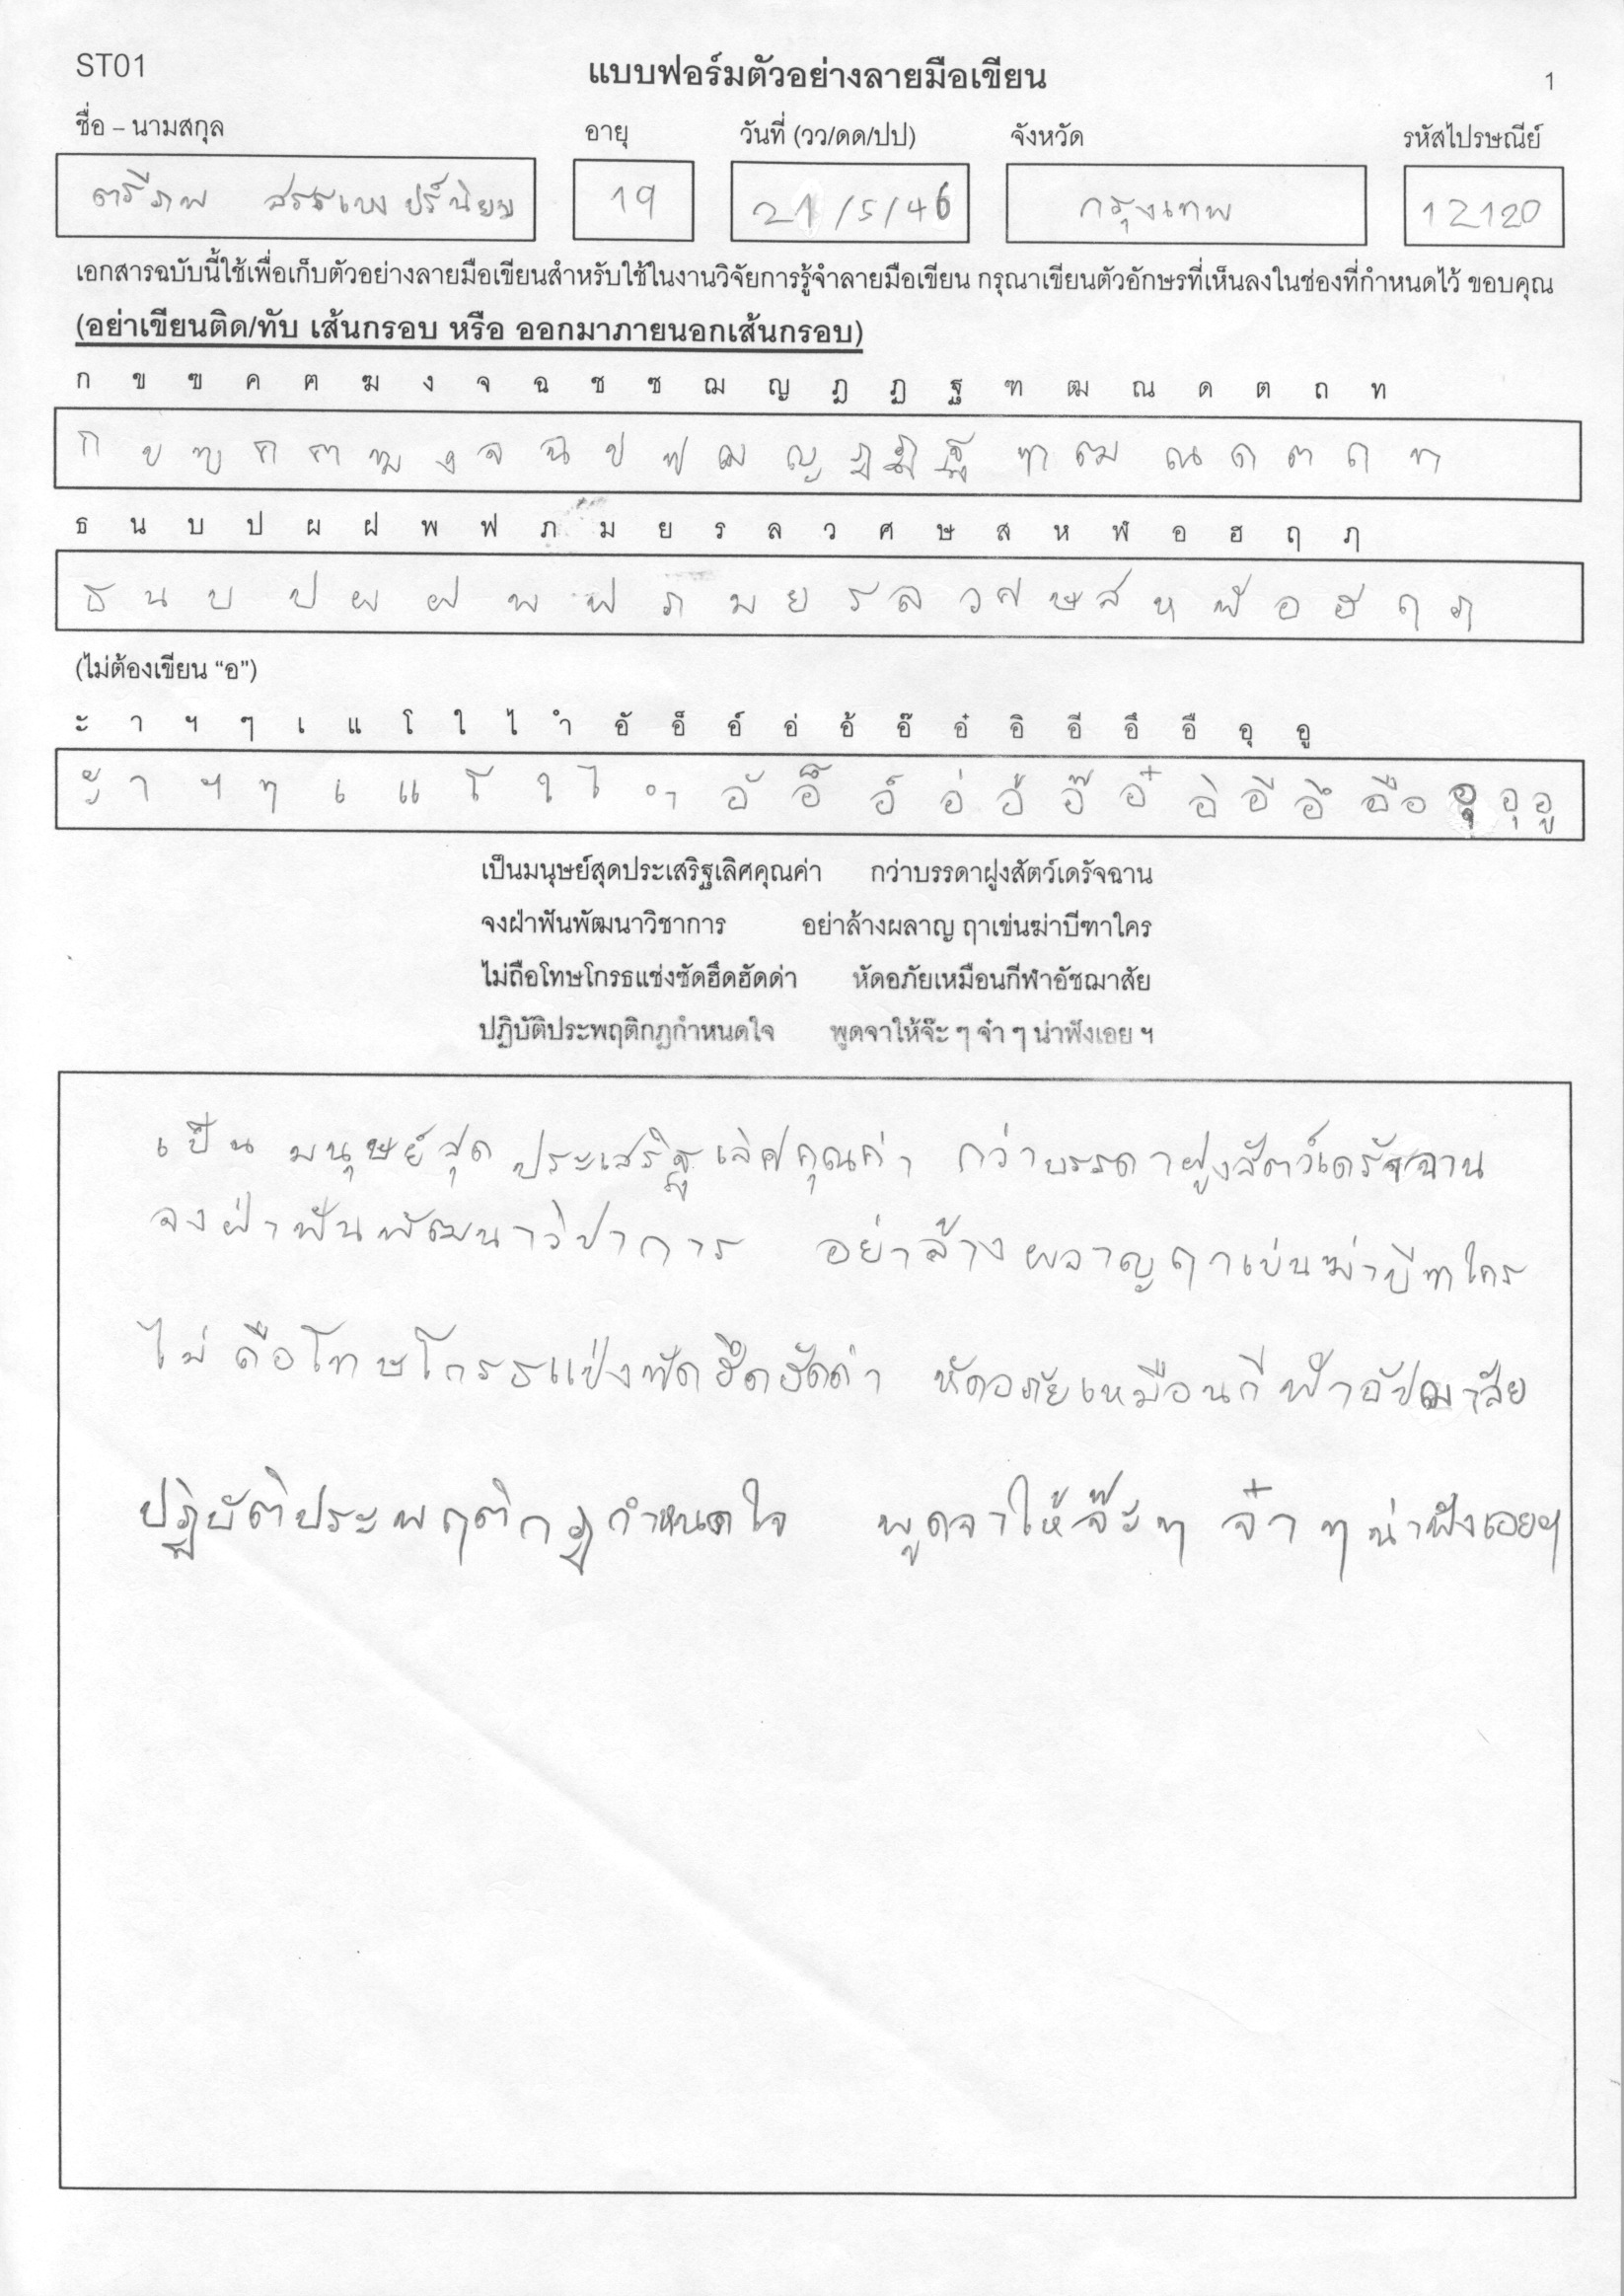 ST01 แบบฟอร์มตัวอย่างลายมือเขียน 1
ชื่อ – นามสกุล อายุ วันที่ (วว/ดด/ปป) จังหวัด รหัสไปรษณีย์
ตรีภพ 19 21/5/46 กรุงเทพ 12120
เอกสารฉบับนี้ใช้เพื่อเก็บตัวอย่างลายมือเขียนสำหรับใช้ในงานวิจัยการรู้จำลายมือเขียน กรุณาเขียนตัวอักษรที่เห็นลงในช่องที่กำหนดไว้ ขอบคุณ
(อย่าเขียนติด/ทับ เส้นกรอบ หรือ ออกมาภายนอกเส้นกรอบ)
ก ข ฃ ค ฅ ฆ ง จ ฉ ช ซ ฌ ญ ฎ ฏ ฐ ฑ ฒ ณ ด ต ถ ท
ก ข ฃ ค ฅ ฆ ง จ ฉ ช ซ ฌ ญ ฎ ฏ ฐ ฑ ฒ ณ ด ต ถ ท
ธ น บ ป ผ ฝ พ ฟ ภ ม ย ร ล ว ศ ษ ส ห ฬ อ ฮ ฤ ฦ
ธ น บ ป ผ ฝ พ ฟ ภ ม ย ร ล ว ศ ษ ส ห ฬ อ ฮ ฤ ฦ
(ไม่ต้องเขียน “อ”)
ะ า ฯ ๆ เ แ โ ใ ไ ำ อั อ็ อ์ อ่ อ้ อ๊ อ๋ อิ อี อึ อื อุ อู
ะ า ฯ ๆ เ แ โ ใ ไ ำ อั อ็ อ์ อ่ อ้ อ๊ อ๋ อิ อี อึ อือ อุ อุ อู
เป็นมนุษย์สุดประเสริฐเลิศคุณค่า กว่าบรรดาฝูงสัตว์เดรัจฉาน
จงฝ่าฟันพัฒนาวิชาการ อย่าล้างผลาญ ฤาเข่นฆ่าบีฑาใคร
ไม่ถือโทษโกรธแช่งซัดฮึดฮัดด่า หัดอภัยเหมือนกีฬาอัชฌาสัย
ปฏิบัติประพฤติกฎกำหนดใจ พูดจาให้จ๊ะ ๆ จ๋า ๆ น่าฟังเอย ฯ
เป็นมนุษย์สุดประเสริฐเลิศคุณค่า กว่าบรรดาฝูงสัตว์เดรัจฉาน
จงฝ่าฟันพัฒนาวิชาการ อย่าล้างผลาญฤาเข่นฆ่าบีฑาใคร
ไม่ถือโทษโกรธแช่งซัดฮึดฮัดด่า หัดอภัยเหมือนกีฬาอัชฌาสัย
ปฏิบัติประพฤติกฎกำหนดใจ พูดจาให้จ๊ะๆ จ๋าๆน่าฟังเอยฯ